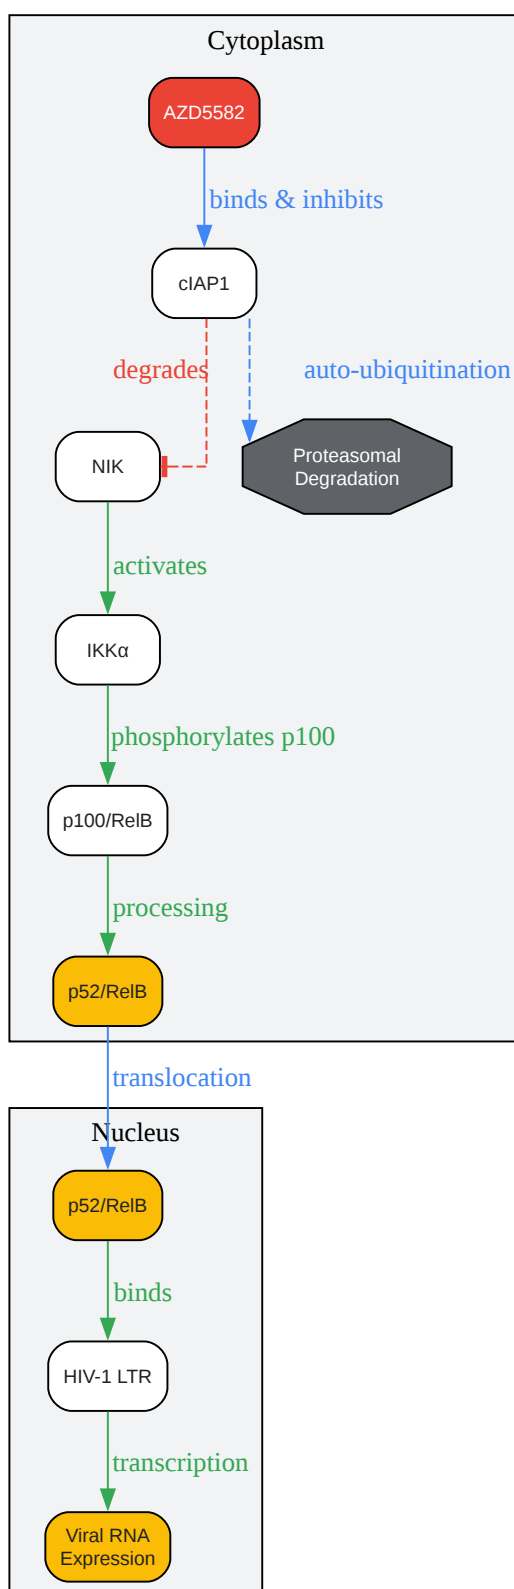 Cytoplasm
AZD5582
binds & inhibits
cIAP1
degrades
auto-ubiquitination
NIK
Proteasomal
Degradation
activates
IKKα
phosphorylates p100
p100/RelB
processing
p52/RelB
translocation
Nucleus
p52/RelB
binds
HIV-1 LTR
transcription
Viral RNA
Expression